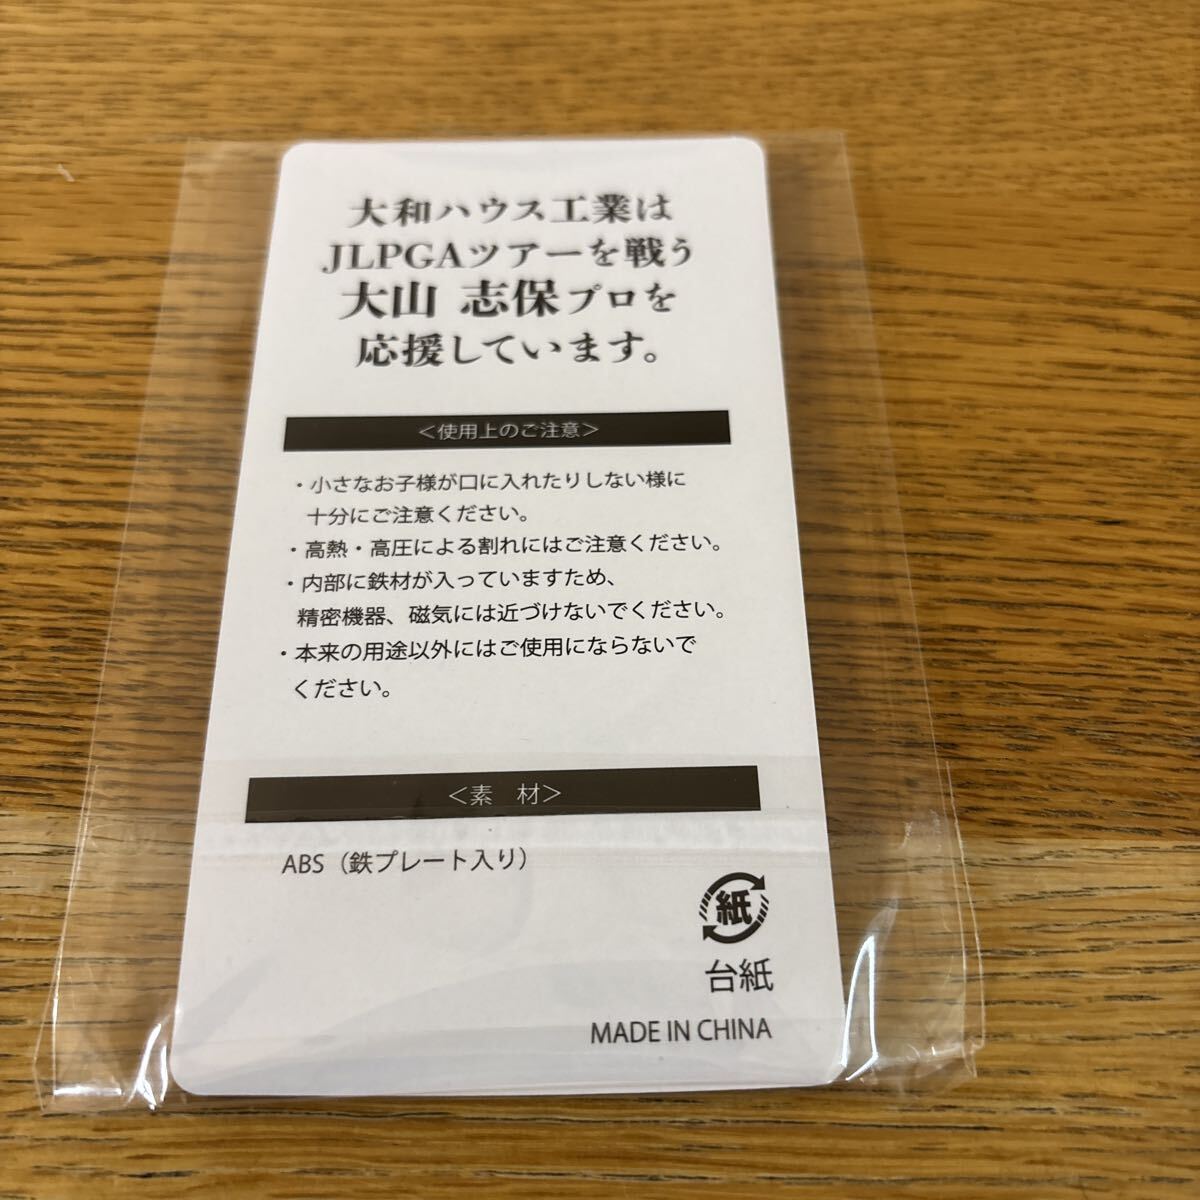 大和ハウス工業は
JLPGAツアーを戦う
大山 志保プロを
応援しています。
＜使用上のご注意＞
・小さなお子様が口に入れたりしない様に
十分にご注意ください。
・高熱・高圧による割れにはご注意ください。
・内部に鉄材が入っていますため、
精密機器、磁気には近づけないでください。
・本来の用途以外にはご使用にならないで
ください。
＜素　材＞
ABS（鉄プレート入り）
紙
台紙
MADE IN CHINA